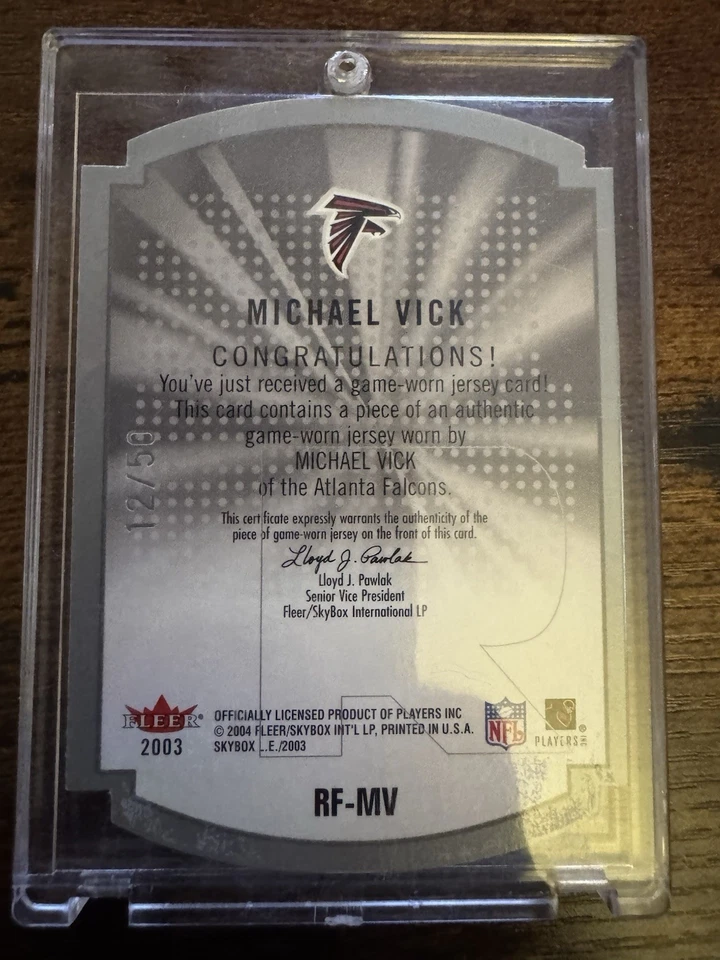 MICHAEL VICK
CONGRATULATIONS!
You've just received a game-worn jersey card!
This card contains a piece of an authentic
game-worn jersey worn by
MICHAEL VICK
of the Atlanta Falcons.
12/50
This certificate expressly warrants the authenticity of the
piece of game-worn jersey on the front of this card.
Lloyd J. Pawlak
Lloyd J. Pawlak
Senior Vice President
Fleer/SkyBox International LP
FLEER®
2003
OFFICIALLY LICENSED PRODUCT OF PLAYERS INC
© 2004 FLEER/SKYBOX INT'L LP, PRINTED IN U.S.A.
SKYBOX L.E./2003
NFL
PLAYERS INC®
RF-MV